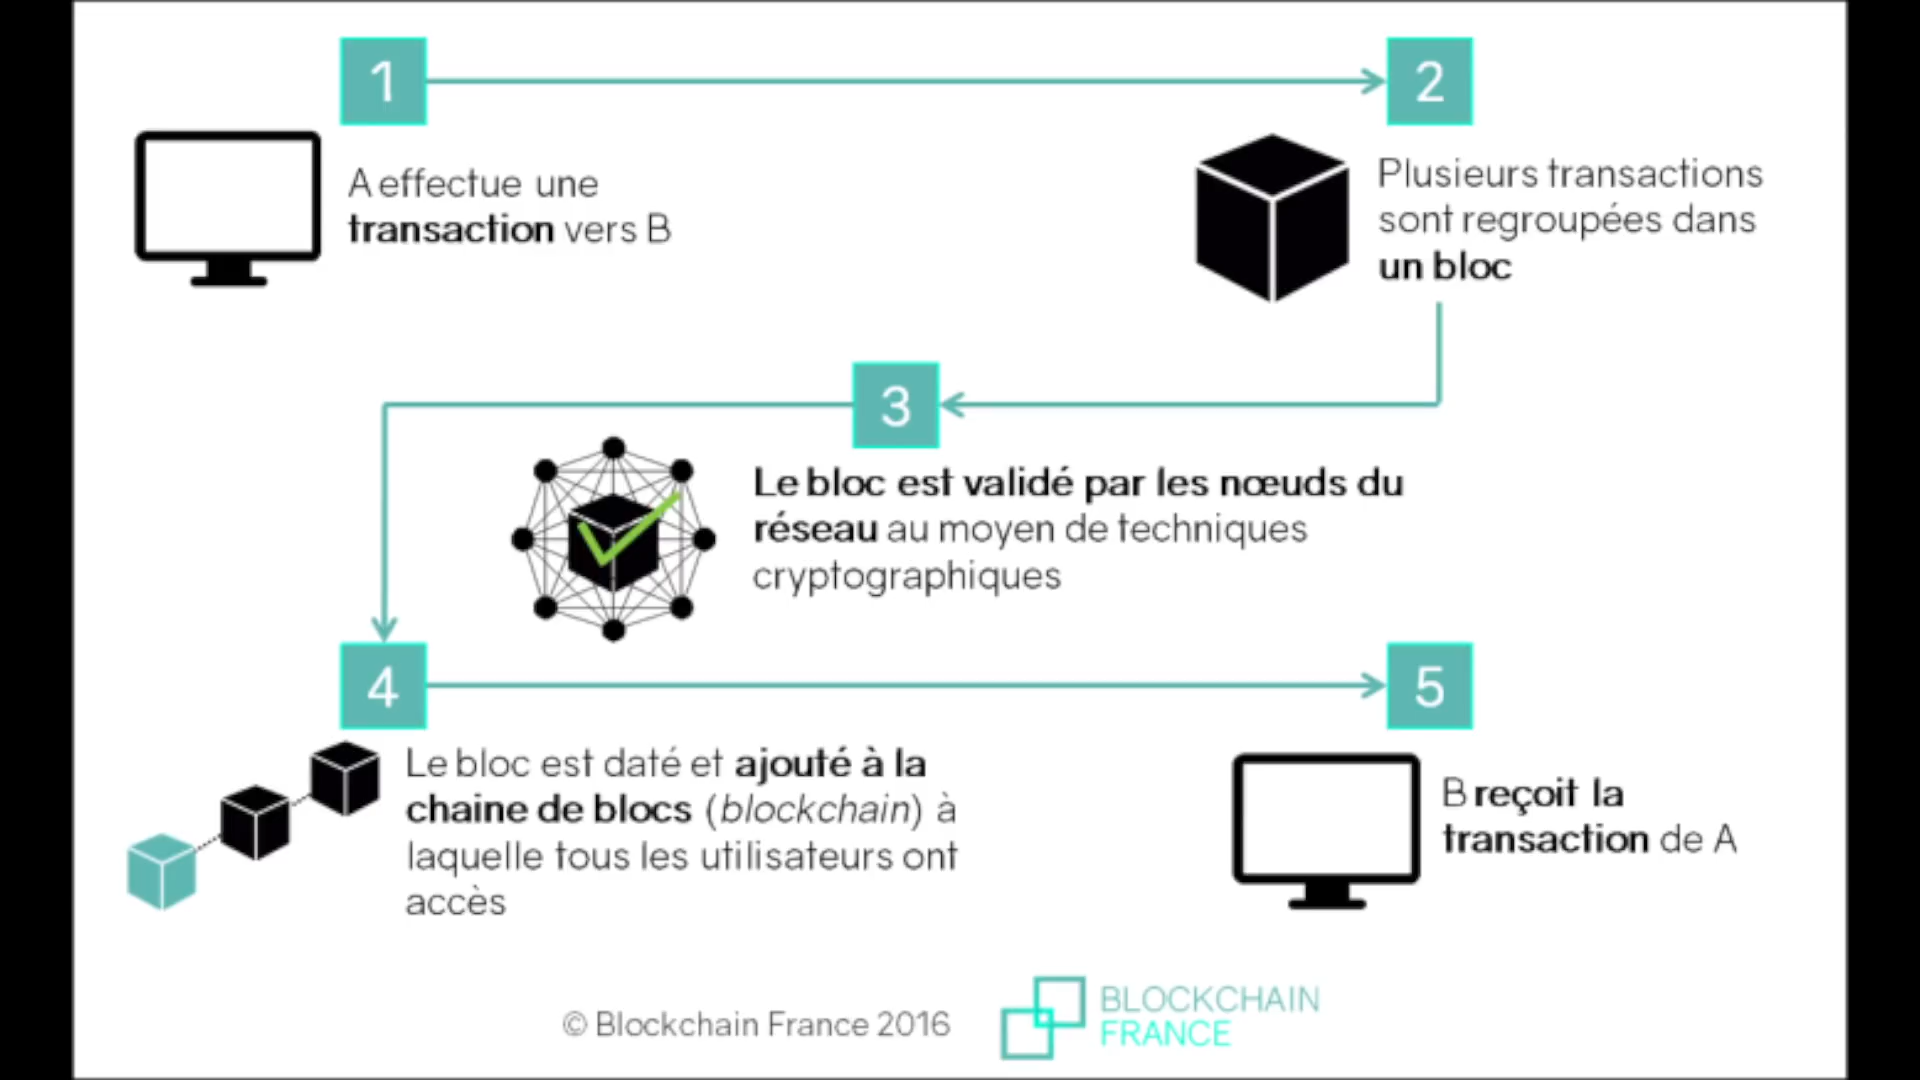 1
2
A effectue une
transaction vers B
Plusieurs transactions
sont regroupées dans
un bloc
3
Le bloc est validé par les nœuds du
réseau au moyen de techniques
cryptographiques
4
5
Le bloc est daté et ajouté à la
chaine de blocs (blockchain) à
laquelle tous les utilisateurs ont
accès
B reçoit la
transaction de A
© Blockchain France 2016
BLOCKCHAIN
FRANCE